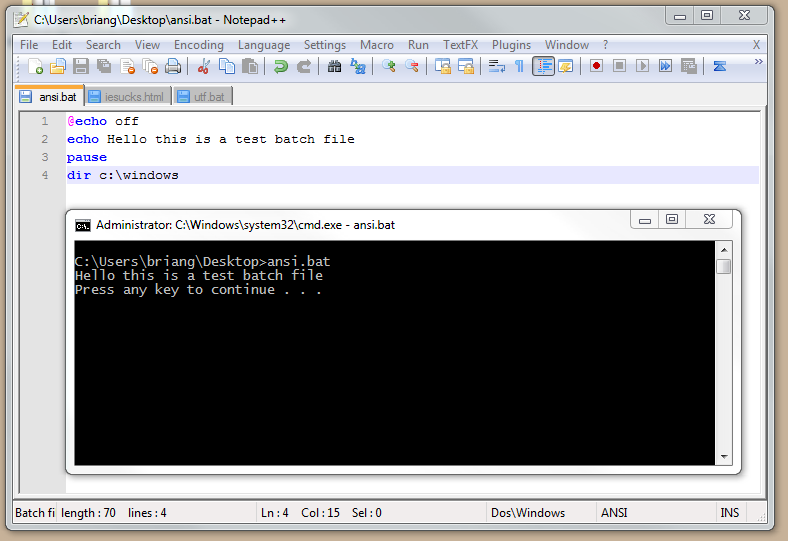 C:\Users\briang\Desktop\ansi.bat - Notepad++
File Edit Search View Encoding Language Settings Macro Run TextFX Plugins Window ? X
ansi.bat iesucks.html utf.bat
1 @echo off
2 echo Hello this is a test batch file
3 pause
4 dir c:\windows
Administrator: C:\Windows\system32\cmd.exe - ansi.bat
C:\Users\briang\Desktop>ansi.bat
Hello this is a test batch file
Press any key to continue . . .
Batch fi length : 70 lines : 4 Ln : 4 Col : 15 Sel : 0 Dos\Windows ANSI INS